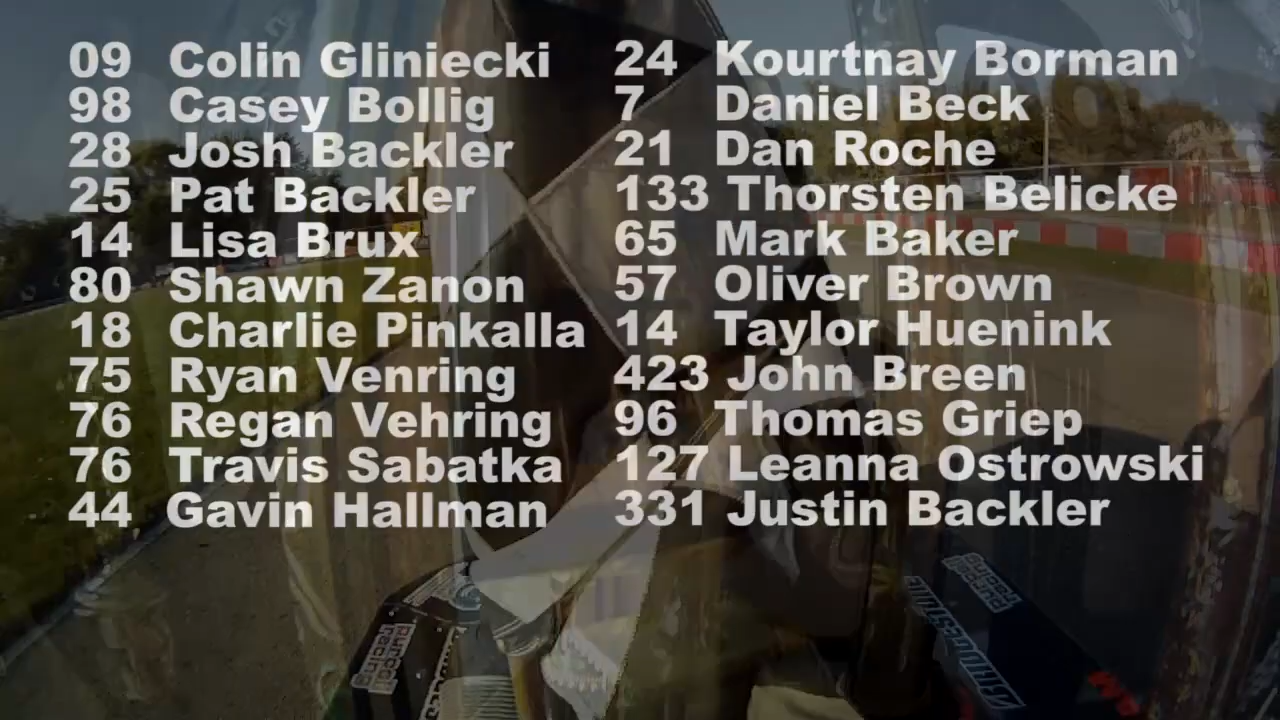 09 Colin Gliniecki
98 Casey Bollig
28 Josh Backler
25 Pat Backler
14 Lisa Brux
80 Shawn Zanon
18 Charlie Pinkalla
75 Ryan Venring
76 Regan Vehring
76 Travis Sabatka
44 Gavin Hallman
24 Kourtnay Borman
7 Daniel Beck
21 Dan Roche
133 Thorsten Belicke
65 Mark Baker
57 Oliver Brown
14 Taylor Huenink
423 John Breen
96 Thomas Griep
127 Leanna Ostrowski
331 Justin Backler
purdog
racing
BRIDGESTONE